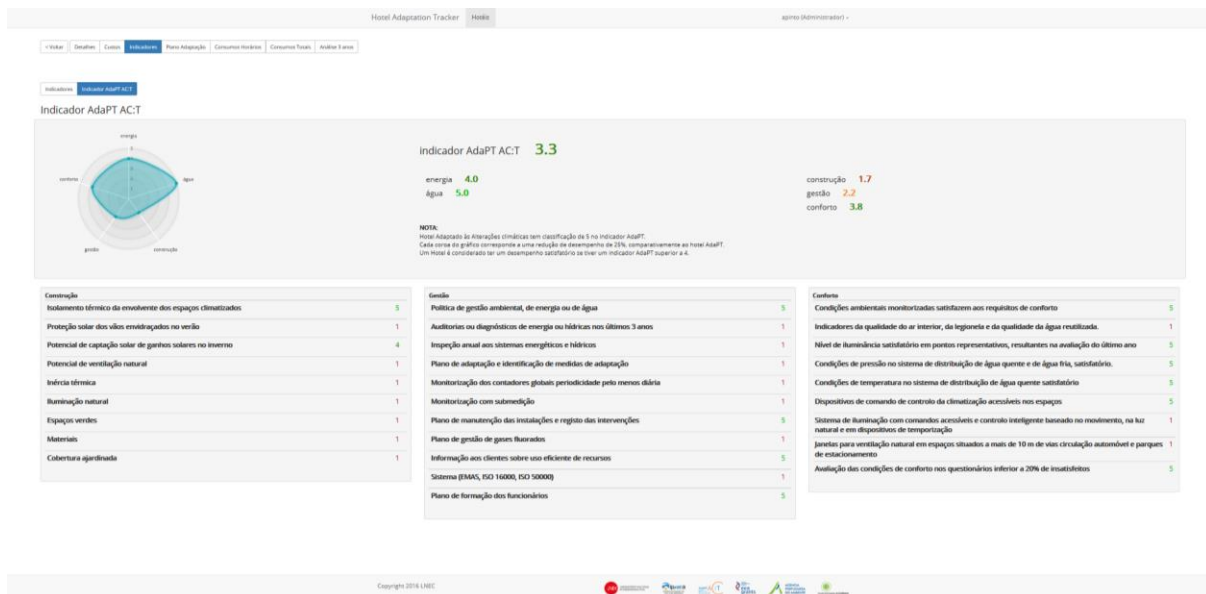 Hotel Adaptation Tracker Hotéis apinto (Administrador)
< Voltar Detalhes Custos Indicadores Plano Adaptação Consumos Horários Consumos Totais Análise 3 anos
Indicadores Indicador AdaPT AC:T
Indicador AdaPT AC:T
energia
água
construção
gestão
conforto
indicador AdaPT AC:T 3.3
energia 4.0
água 5.0
construção 1.7
gestão 2.2
conforto 3.8
NOTA:
Hotel Adaptado às Alterações climáticas tem classificação de 5 no Indicador AdaPT.
Cada coroa do gráfico corresponde a uma redução de desempenho de 25%, comparativamente ao hotel AdaPT.
Um Hotel é considerado ter um desempenho satisfatório se tiver um indicador AdaPT superior a 4.
Construção
Isolamento térmico da envolvente dos espaços climatizados 5
Proteção solar dos vãos envidraçados no verão 1
Potencial de captação solar de ganhos solares no inverno 4
Potencial de ventilação natural 1
Inércia térmica 1
Iluminação natural 1
Espaços verdes 1
Materiais 1
Cobertura ajardinada 1
Gestão
Política de gestão ambiental, de energia ou de água 5
Auditorias ou diagnósticos de energia ou hídricas nos últimos 3 anos 1
Inspeção anual aos sistemas energéticos e hídricos 1
Plano de adaptação e identificação de medidas de adaptação 1
Monitorização dos contadores globais periodicidade pelo menos diária 1
Monitorização com submedição 1
Plano de manutenção das instalações e registo das intervenções 5
Plano de gestão de gases fluorados 1
Informação aos clientes sobre uso eficiente de recursos 5
Sistema (EMAS, ISO 16000, ISO 50000) 1
Plano de formação dos funcionários 5
Conforto
Condições ambientais monitorizadas satisfazem aos requisitos de conforto 5
Indicadores da qualidade do ar interior, da legionela e da qualidade da água reutilizada. 1
Nível de iluminância satisfatório em pontos representativos, resultantes na avaliação do último ano 5
Condições de pressão no sistema de distribuição de água quente e de água fria, satisfatório. 5
Condições de temperatura no sistema de distribuição de água quente satisfatório 5
Dispositivos de comando de controlo da climatização acessíveis nos espaços 5
Sistema de iluminação com comandos acessíveis e controlo inteligente baseado no movimento, na luz 1
natural e em dispositivos de temporização
Janelas para ventilação natural em espaços situados a mais de 10 m de vias circulação automóvel e parques 1
de estacionamento
Avaliação das condições de conforto nos questionários inferior a 20% de insatisfeitos 5
Copyright 2016 LNEC